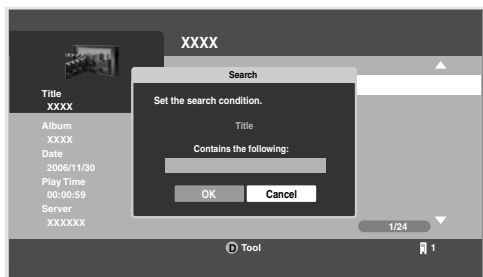 XXXX
Title
XXXX
Album
XXXX
Date
2006/11/30
Play Time
00:00:59
Server
XXXXXX
Search
Set the search condition.
Title
Contains the following:
OK Cancel
1/24
D Tool
1